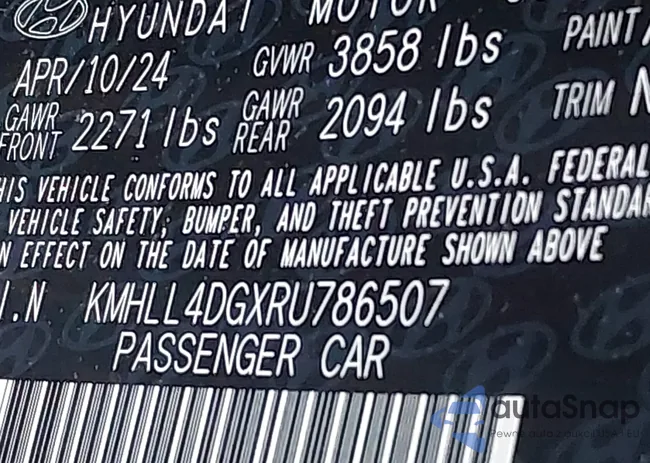 HYUNDAI MOTOR
APR/10/24 GVWR 3858 lbs PAINT/
GAWR FRONT 2271 lbs GAWR REAR 2094 lbs TRIM N
HIS VEHICLE CONFORMS TO ALL APPLICABLE U.S.A. FEDERAL
VEHICLE SAFETY, BUMPER, AND THEFT PREVENTION STANDAR
N EFFECT ON THE DATE OF MANUFACTURE SHOWN ABOVE
I.N KMHLL4DGXRU786507
PASSENGER CAR
autaSnap